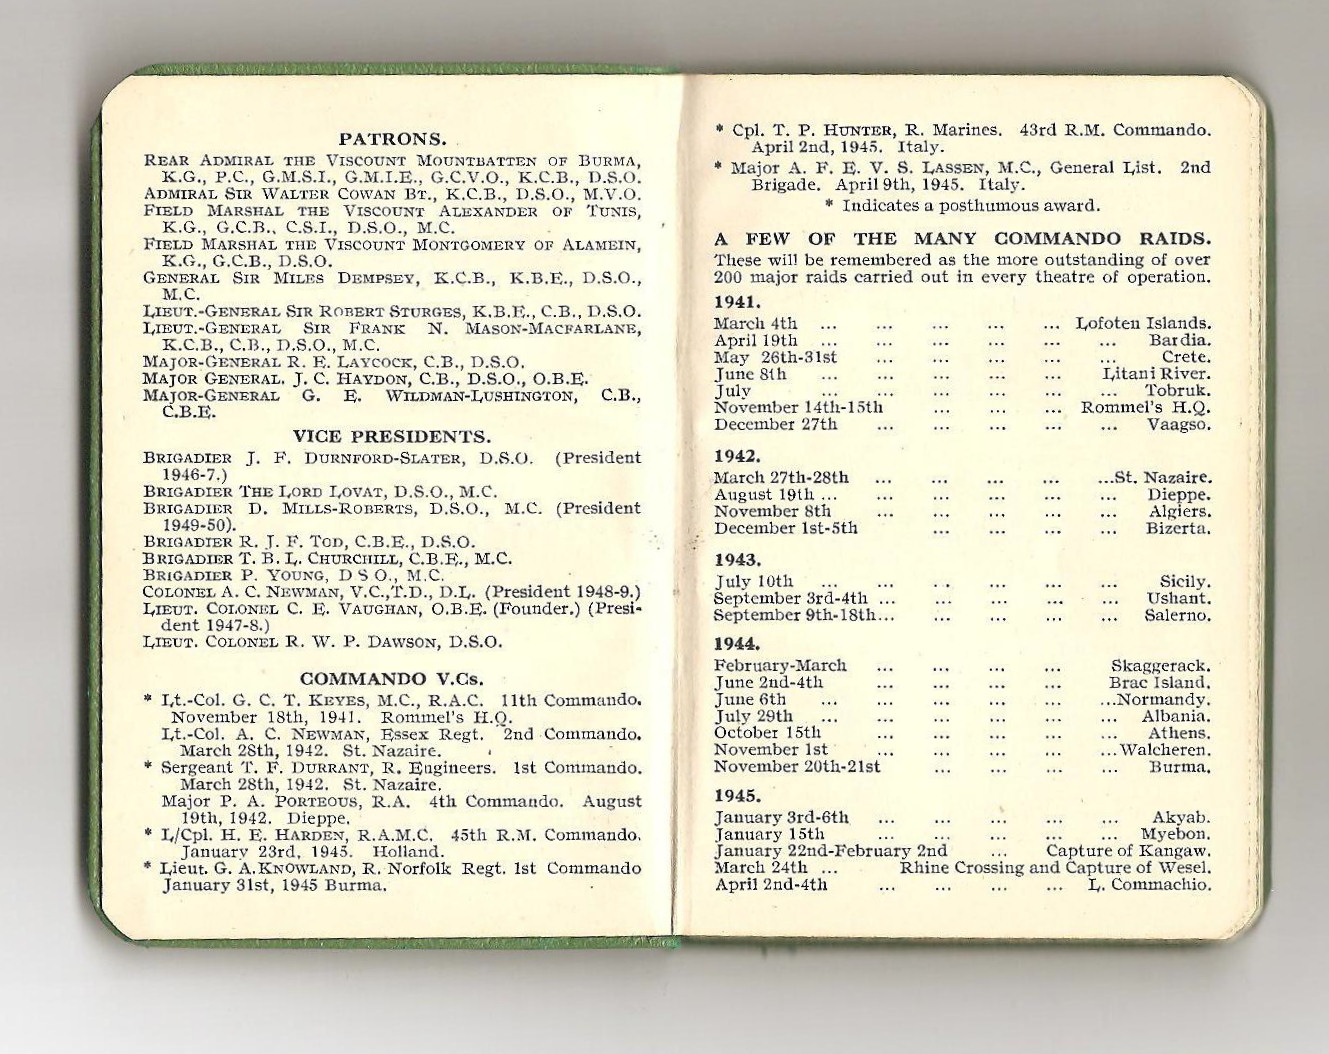 PATRONS.
REAR ADMIRAL THE VISCOUNT MOUNTBATTEN OF BURMA,
K.G., P.C., G.M.S.I., G.M.I.E., G.C.V.O., K.C.B., D.S.O.
ADMIRAL SIR WALTER COWAN BT., K.C.B., D.S.O., M.V.O.
FIELD MARSHAL THE VISCOUNT ALEXANDER OF TUNIS,
K.G., G.C.B., C.S.I., D.S.O., M.C.
FIELD MARSHAL THE VISCOUNT MONTGOMERY OF ALAMEIN,
K.G., G.C.B., D.S.O.
GENERAL SIR MILES DEMPSEY, K.C.B., K.B.E., D.S.O.,
M.C.
LIEUT.-GENERAL SIR ROBERT STURGES, K.B.E., C.B., D.S.O.
LIEUT.-GENERAL SIR FRANK N. MASON-MACFARLANE,
K.C.B., C.B., D.S.O., M.C.
MAJOR-GENERAL R. E. LAYCOCK, C.B., D.S.O.
MAJOR GENERAL. J. C. HAYDON, C.B., D.S.O., O.B.E.
MAJOR-GENERAL G. E. WILDMAN-LUSHINGTON, C.B.,
C.B.E.
VICE PRESIDENTS.
BRIGADIER J. F. DURNFORD-SLATER, D.S.O. (President
1946-7.)
BRIGADIER THE LORD LOVAT, D.S.O., M.C.
BRIGADIER D. MILLS-ROBERTS, D.S.O., M.C. (President
1949-50).
BRIGADIER R. J. F. TOD, C.B.E., D.S.O.
BRIGADIER T. B. L. CHURCHILL, C.B.E., M.C.
BRIGADIER P. YOUNG, D S O., M.C.
COLONEL A. C. NEWMAN, V.C.,T.D., D.L. (President 1948-9.)
LIEUT. COLONEL C. E. VAUGHAN, O.B.E. (Founder.) (Presi-
dent 1947-8.)
LIEUT. COLONEL R. W. P. DAWSON, D.S.O.
COMMANDO V.Cs.
* Lt.-Col. G. C. T. KEYES, M.C., R.A.C. 11th Commando.
November 18th, 1941. Rommel's H.Q.
Lt.-Col. A. C. NEWMAN, Essex Regt. 2nd Commando.
March 28th, 1942. St. Nazaire.
* Sergeant T. F. DURRANT, R. Engineers. 1st Commando.
March 28th, 1942. St. Nazaire.
Major P. A. PORTEOUS, R.A. 4th Commando. August
19th, 1942. Dieppe.
* L/Cpl. H. E. HARDEN, R.A.M.C. 45th R.M. Commando.
January 23rd, 1945. Holland.
* Lieut. G. A. KNOWLAND, R. Norfolk Regt. 1st Commando
January 31st, 1945 Burma.
* Cpl. T. P. HUNTER, R. Marines. 43rd R.M. Commando.
April 2nd, 1945. Italy.
* Major A. F. E. V. S. LASSEN, M.C., General List. 2nd
Brigade. April 9th, 1945. Italy.
* Indicates a posthumous award.
A FEW OF THE MANY COMMANDO RAIDS.
These will be remembered as the more outstanding of over
200 major raids carried out in every theatre of operation.
1941.
March 4th ... ... ... ... ... Lofoten Islands.
April 19th ... ... ... ... ... ... Bardia.
May 26th-31st ... ... ... ... ... Crete.
June 8th ... ... ... ... ... ... Litani River.
July ... ... ... ... ... ... Tobruk.
November 14th-15th ... ... ... Rommel's H.Q.
December 27th ... ... ... ... ... Vaagso.
1942.
March 27th-28th ... ... ... ... ...St. Nazaire.
August 19th ... ... ... ... ... ... Dieppe.
November 8th ... ... ... ... ... Algiers.
December 1st-5th ... ... ... ... Bizerta.
1943.
July 10th ... ... ... ... ... ... Sicily.
September 3rd-4th ... ... ... ... ... Ushant.
September 9th-18th... ... ... ... ... Salerno.
1944.
February-March ... ... ... ... Skaggerack.
June 2nd-4th ... ... ... ... Brac Island.
June 6th ... ... ... ... ... ...Normandy.
July 29th ... ... ... ... ... ... Albania.
October 15th ... ... ... ... ... Athens.
November 1st ... ... ... ... ...Walcheren.
November 20th-21st ... ... ... ... Burma.
1945.
January 3rd-6th ... ... ... ... ... Akyab.
January 15th ... ... ... ... ... Myebon.
January 22nd-February 2nd ... Capture of Kangaw.
March 24th ... Rhine Crossing and Capture of Wesel.
April 2nd-4th ... ... ... ... L. Commachio.